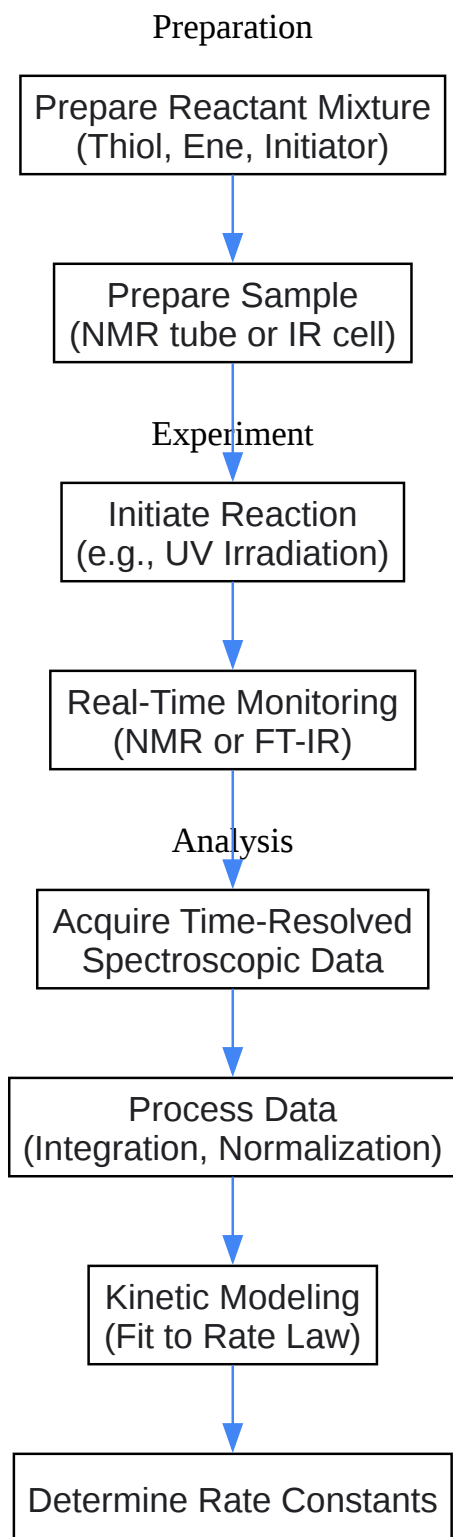 Preparation
Prepare Reactant Mixture
(Thiol, Ene, Initiator)
Prepare Sample
(NMR tube or IR cell)
Experiment
Initiate Reaction
(e.g., UV Irradiation)
Real-Time Monitoring
(NMR or FT-IR)
Analysis
Acquire Time-Resolved
Spectroscopic Data
Process Data
(Integration, Normalization)
Kinetic Modeling
(Fit to Rate Law)
Determine Rate Constants